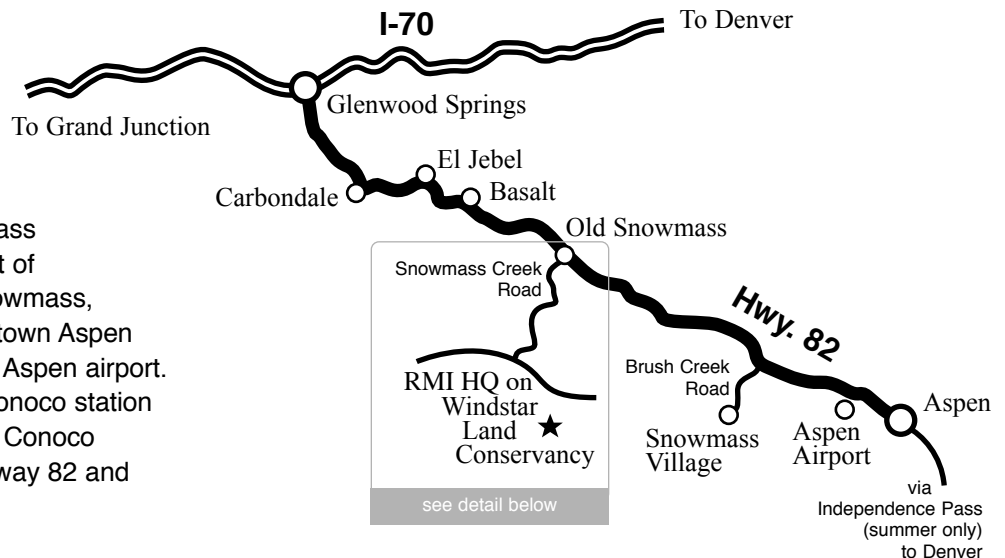 I-70
To Denver
To Grand Junction
Glenwood Springs
El Jebel
Carbondale
Basalt
Old Snowmass
ass
t of
owmass,
town Aspen
Aspen airport.
onoco station
Conoco
way 82 and
Snowmass Creek
Road
Hwy. 82
RMI HQ on
Windstar
Land
Conservancy
see detail below
Brush Creek
Road
Snowmass
Village
Aspen
Airport
Aspen
via
Independence Pass
(summer only)
to Denver